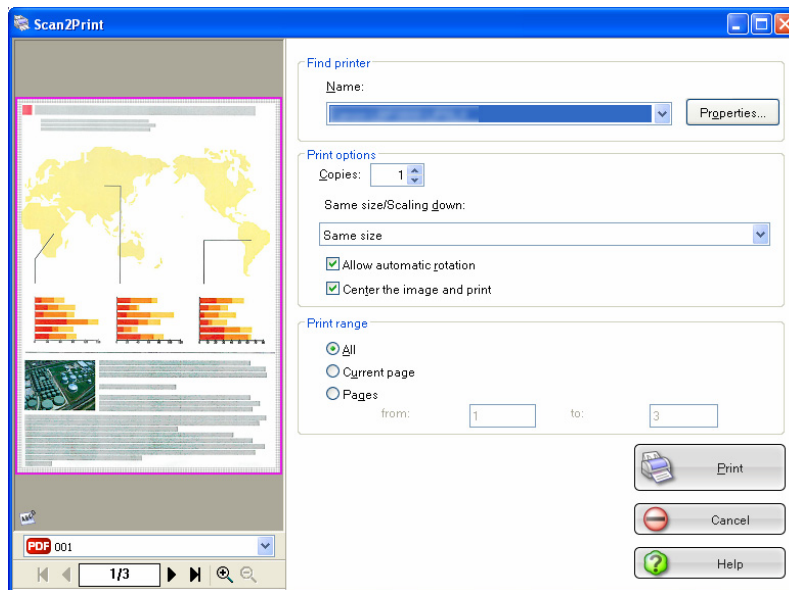 Scan2Print
Find printer
Name:
Properties...
Print options
Copies: 1
Same size/Scaling down:
Same size
Allow automatic rotation
Center the image and print
Print range
All
Current page
Pages
from: 1 to: 3
Print
Cancel
Help
PDF 001
1/3